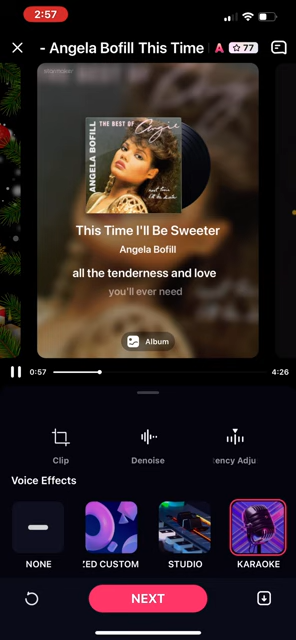 2:57
- Angela Bofill This Time
77
THE BEST OF
Angie
ANGELA BOFILL
This Time I'll Be Sweeter
Angela Bofill
all the tenderness and love
you'll ever need
Album
0:57
4:26
Clip
Denoise
ency Adju
Voice Effects
NONE
ZED CUSTOM
STUDIO
KARAOKE
NEXT